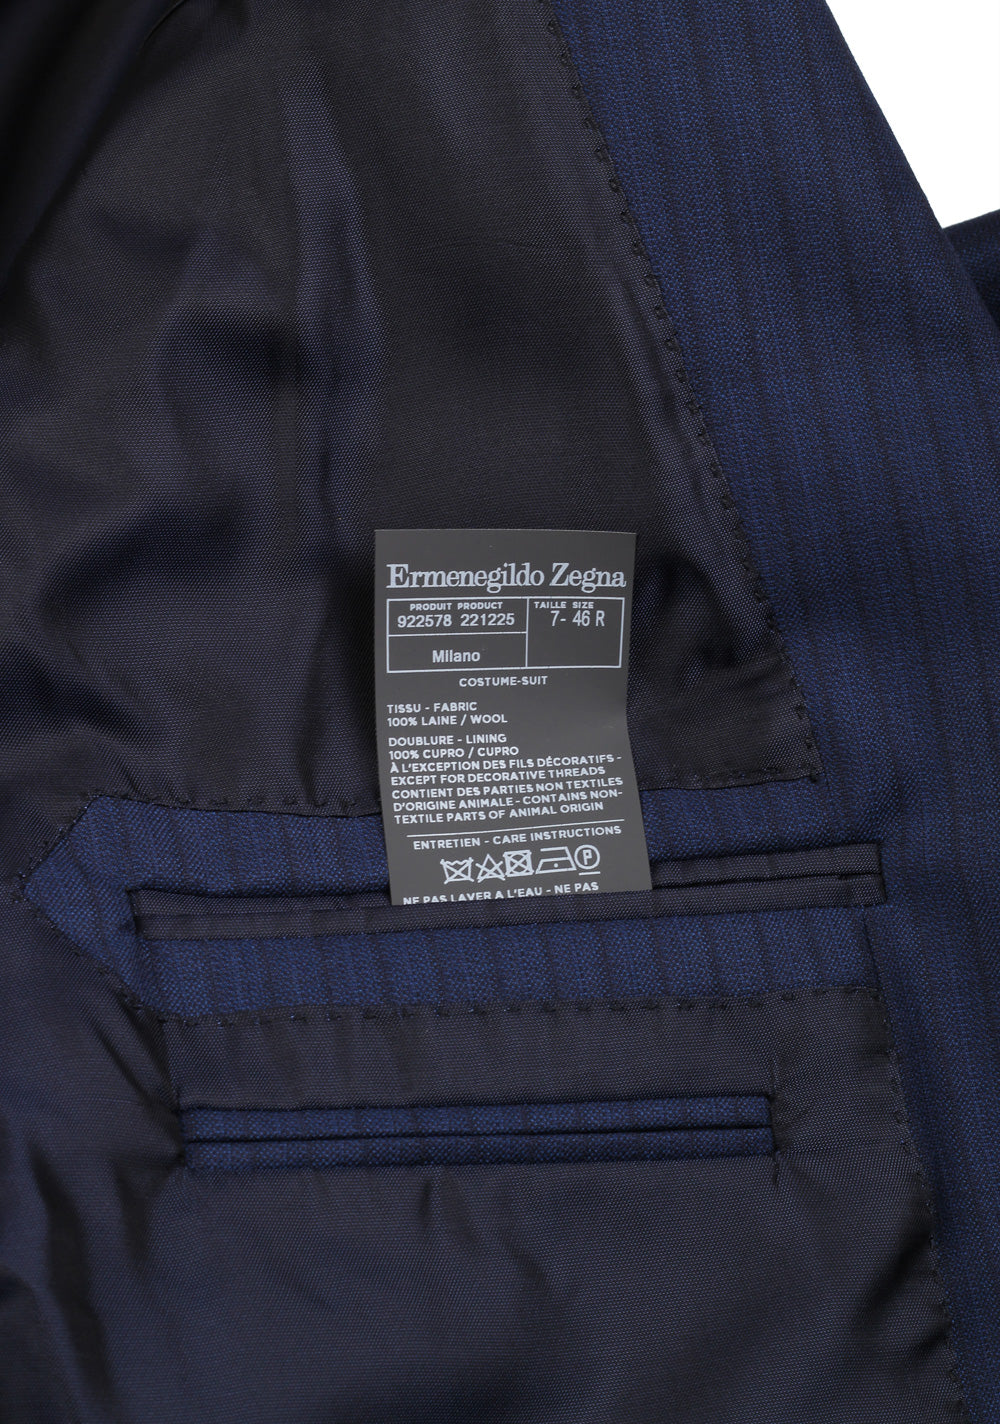 Ermenegildo Zegna
PRODUIT PRODUCT
922578 221225
TAILLE SIZE
7- 46 R
Milano
COSTUME-SUIT
TISSU - FABRIC
100% LAINE / WOOL
DOUBLURE - LINING
100% CUPRO / CUPRO
À L'EXCEPTION DES FILS DÉCORATIFS -
EXCEPT FOR DECORATIVE THREADS
CONTIENT DES PARTIES NON TEXTILES
D'ORIGINE ANIMALE - CONTAINS NON-
TEXTILE PARTS OF ANIMAL ORIGIN
ENTRETIEN - CARE INSTRUCTIONS
P
NE PAS LAVER A L'EAU - NE PAS